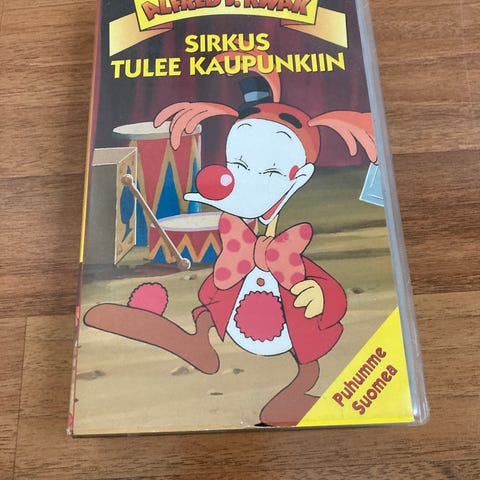 ALFRED J. KWAK
SIRKUS
TULEE KAUPUNKIIN
Puhumme
Suomea